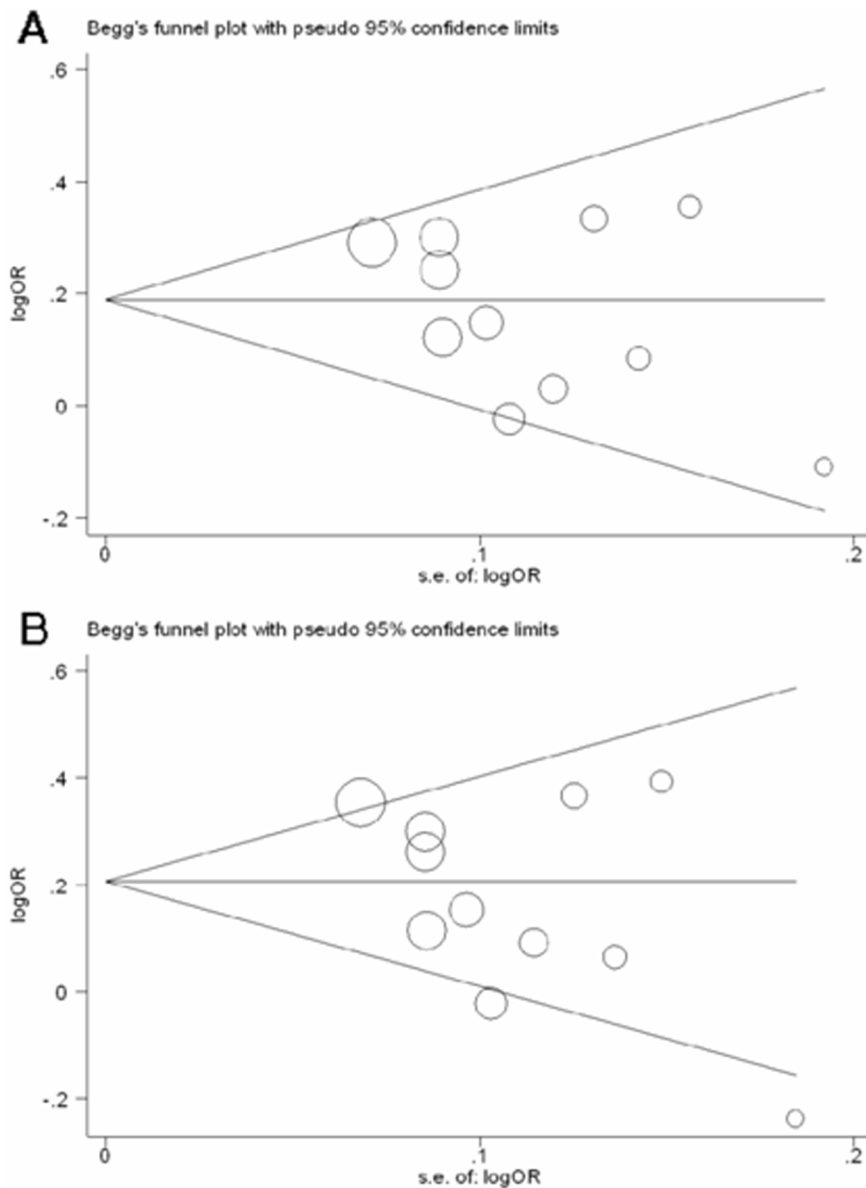 A
Begg's funnel plot with pseudo 95% confidence limits
.6
.4
.2
0
-.2
logOR
0
.1
.2
s.e. of: logOR
B
Begg's funnel plot with pseudo 95% confidence limits
.6
.4
.2
0
-.2
logOR
0
.1
.2
s.e. of: logOR